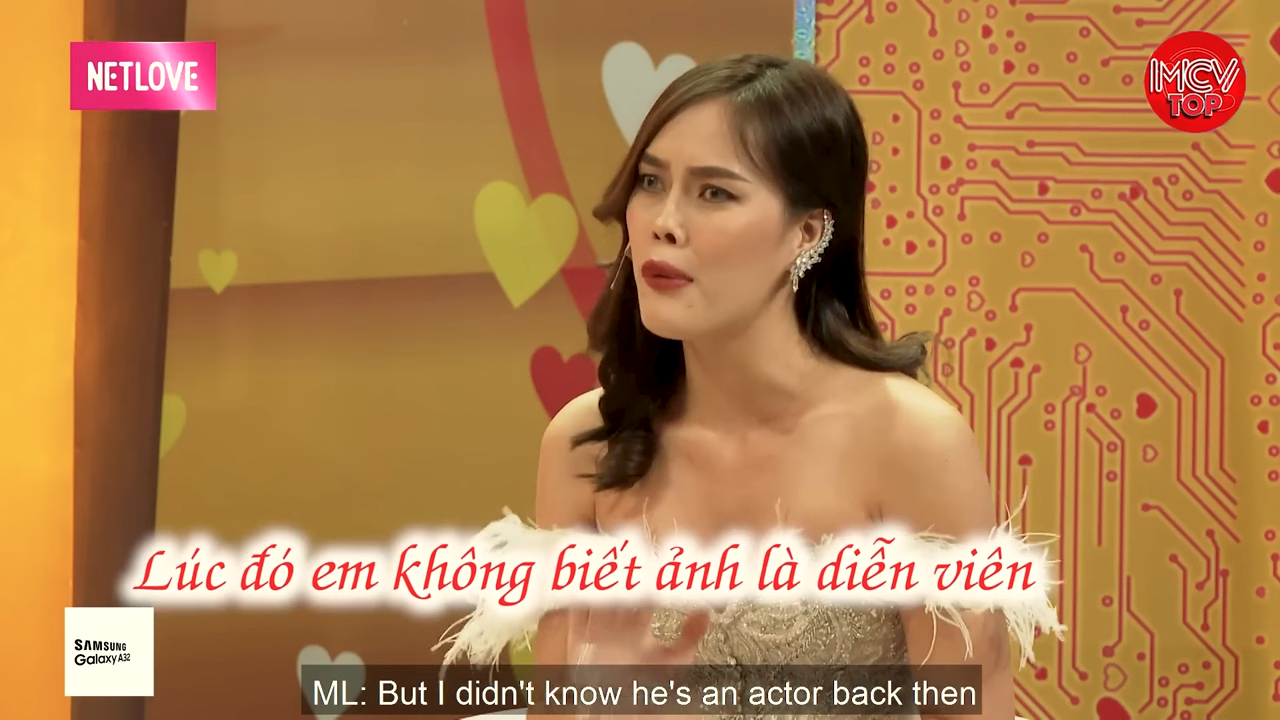 NETLOVE
MCV
TOP
Lúc đó em không biết ảnh là diễn viên
SAMSUNG
Galaxy A32
ML: But I didn't know he's an actor back then